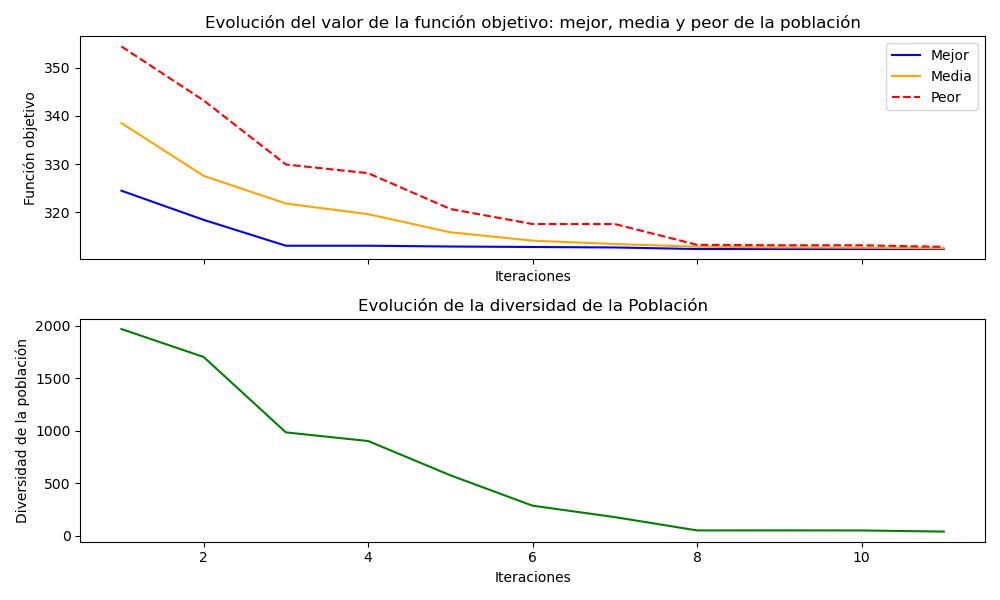 Evolución del valor de la función objetivo: mejor, media y peor de la población
Función objetivo
350
340
330
320
Mejor
Media
Peor
Iteraciones
Evolución de la diversidad de la Población
Diversidad de la población
2000
1500
1000
500
0
2 4 6 8 10
Iteraciones